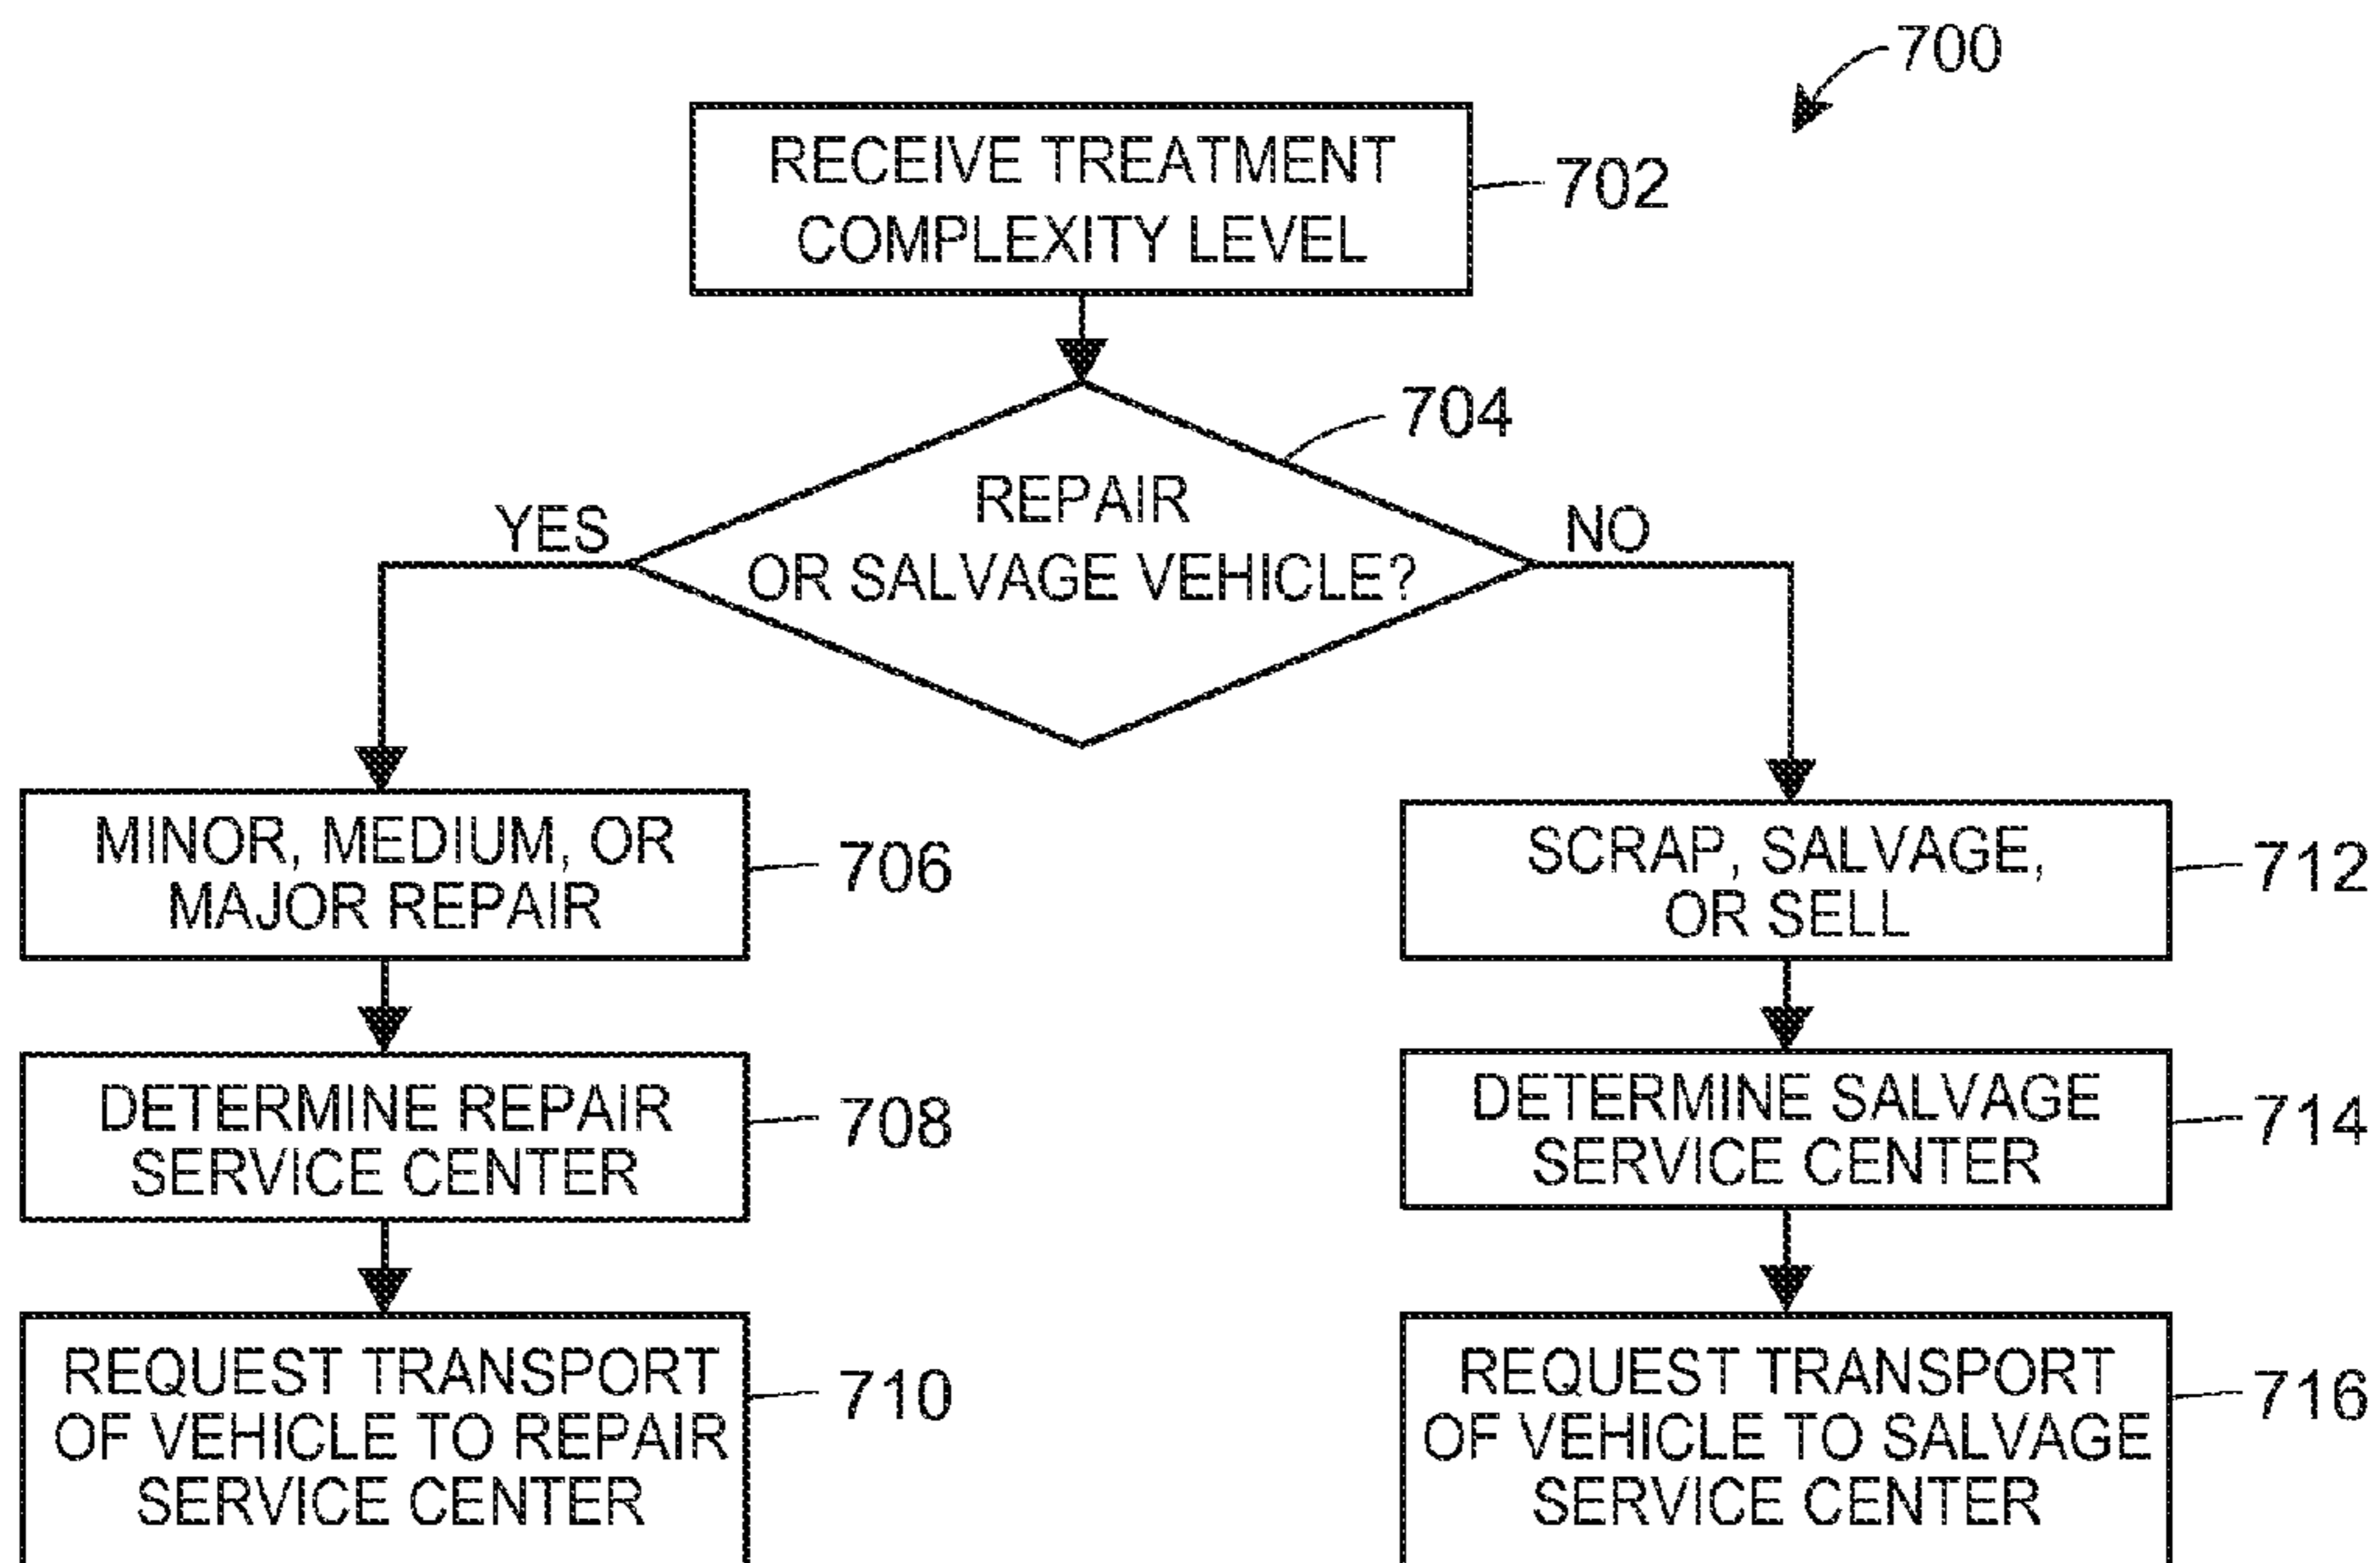 700
RECEIVE TREATMENT
COMPLEXITY LEVEL
702
704
REPAIR
OR SALVAGE VEHICLE?
YES
NO
MINOR, MEDIUM, OR
MAJOR REPAIR
706
SCRAP, SALVAGE,
OR SELL
712
DETERMINE REPAIR
SERVICE CENTER
708
DETERMINE SALVAGE
SERVICE CENTER
714
REQUEST TRANSPORT
OF VEHICLE TO REPAIR
SERVICE CENTER
710
REQUEST TRANSPORT
OF VEHICLE TO SALVAGE
SERVICE CENTER
716